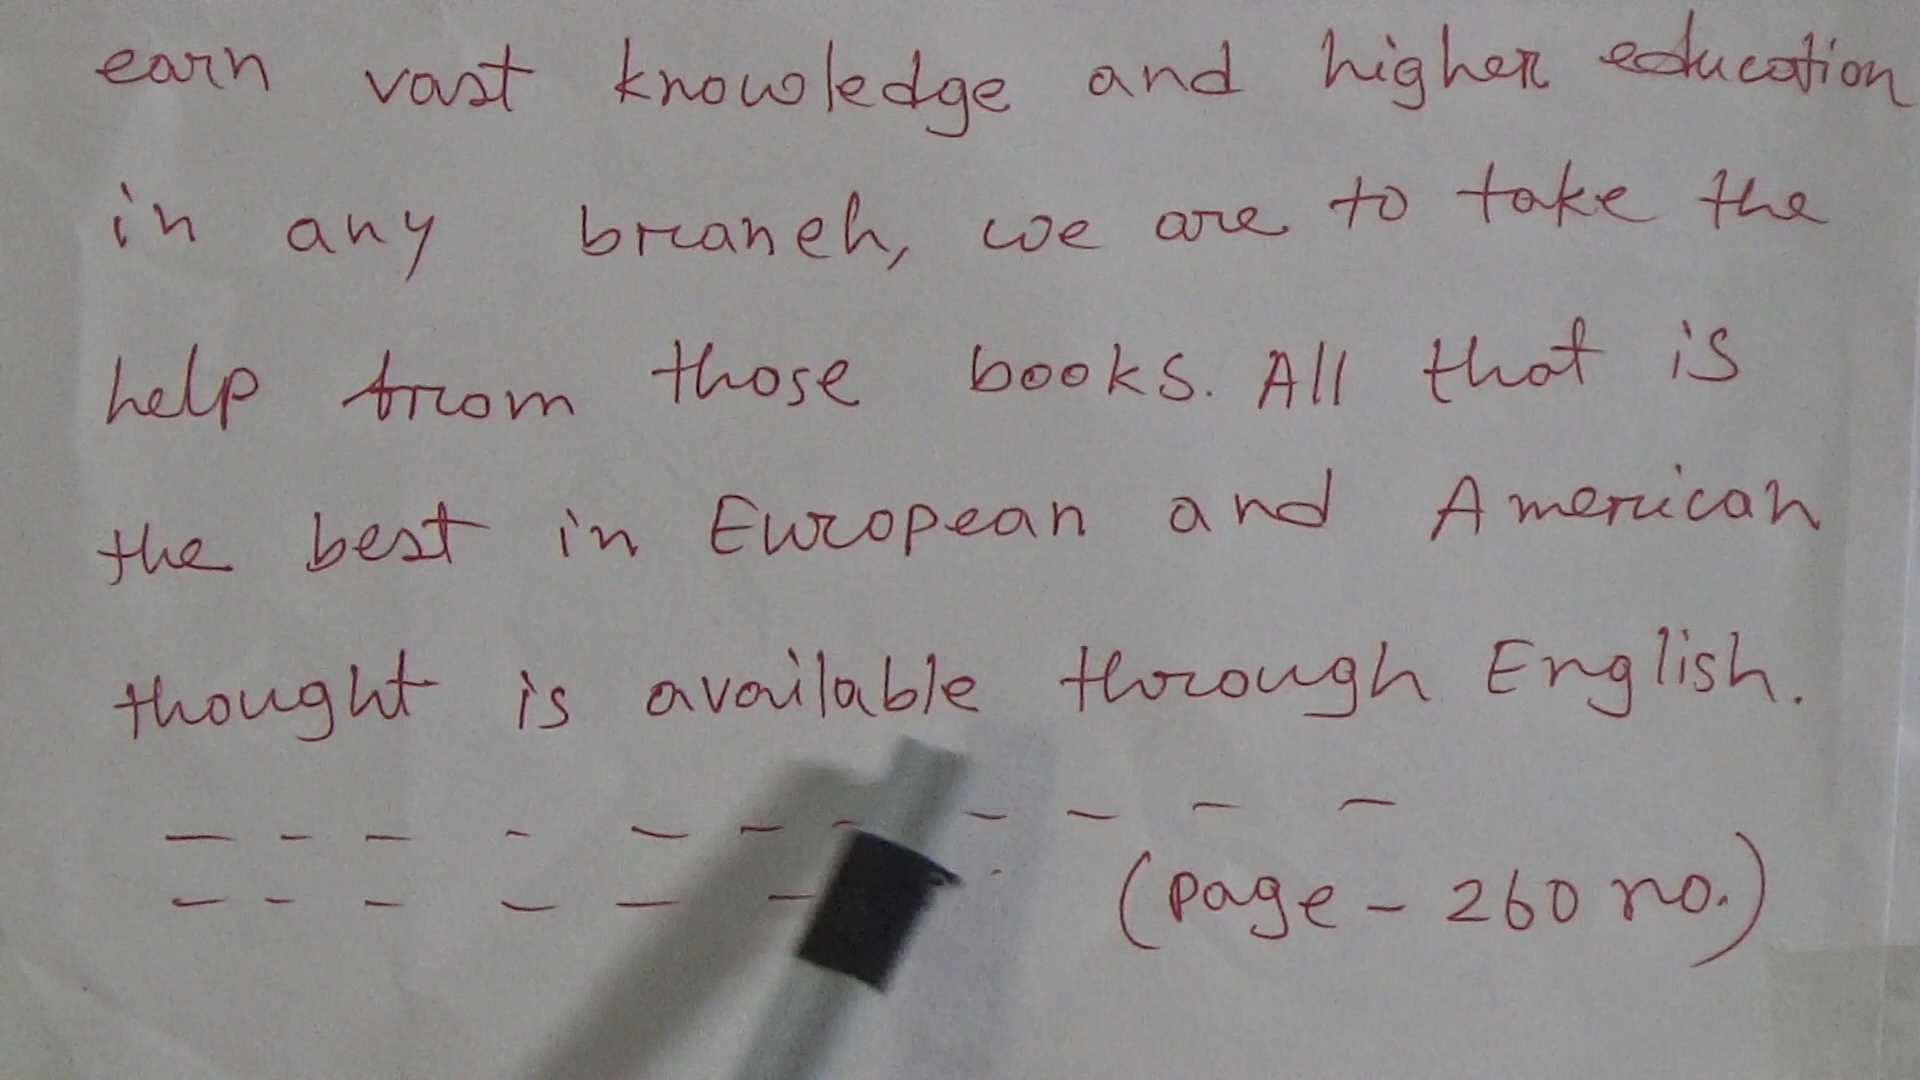 earn vast knowledge and higher education
in any branch, we are to take the
help from those books. All that is
the best in European and American
thought is available through English.
- - - - - - - - - - -
- - - - - - (page - 260 no.)